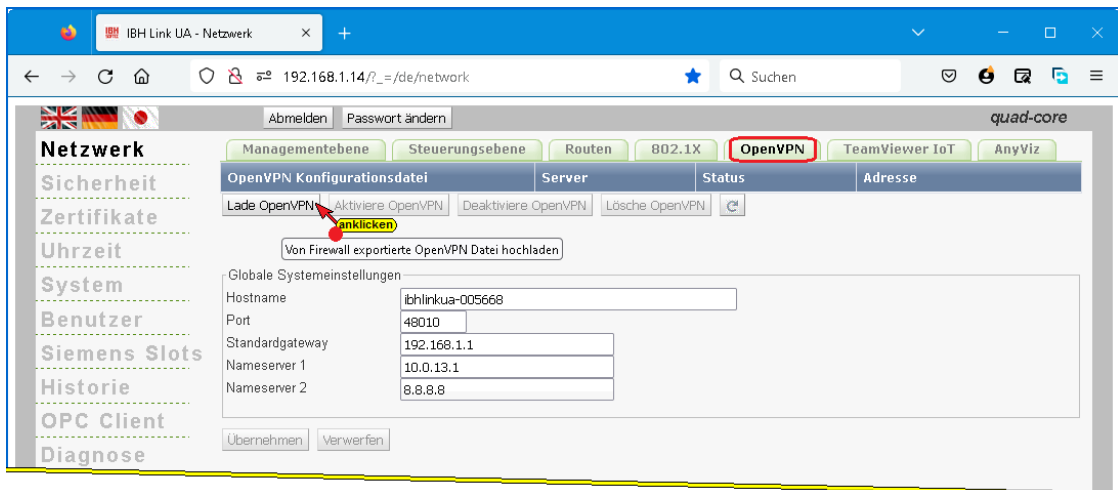 IBH Link UA - Netzwerk
192.168.1.14/?_=/de/network
Suchen
Abmelden Passwort ändern quad-core
Netzwerk
Sicherheit
Zertifikate
Uhrzeit
System
Benutzer
Siemens Slots
Historie
OPC Client
Diagnose
Managementebene Steuerungsebene Routen 802.1X OpenVPN TeamViewer IoT AnyViz
OpenVPN Konfigurationsdatei Server Status Adresse
Lade OpenVPN Aktiviere OpenVPN Deaktiviere OpenVPN Lösche OpenVPN
anklicken
Von Firewall exportierte OpenVPN Datei hochladen
Globale Systemeinstellungen
Hostname ibhlinkua-005668
Port 48010
Standardgateway 192.168.1.1
Nameserver 1 10.0.13.1
Nameserver 2 8.8.8.8
Übernehmen Verwerfen